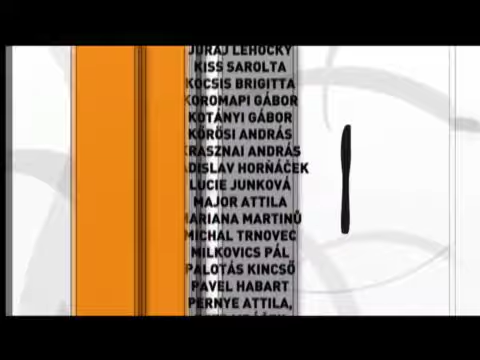 JURAJ LEHOCKÝ
KISS SAROLTA
KOCSIS BRIGITTA
KOROMAPI GÁBOR
KOTÁNYI GÁBOR
KŐRÖSI ANDRÁS
KRASZNAI ANDRÁS
LADISLAV HORŇÁČEK
LUCIE JUNKOVÁ
MAJOR ATTILA
MARIANA MARTINŮ
MICHAL TRNOVEC
MILKOVICS PÁL
PALOTÁS KINCSŐ
PAVEL HABART
PERNYE ATTILA,